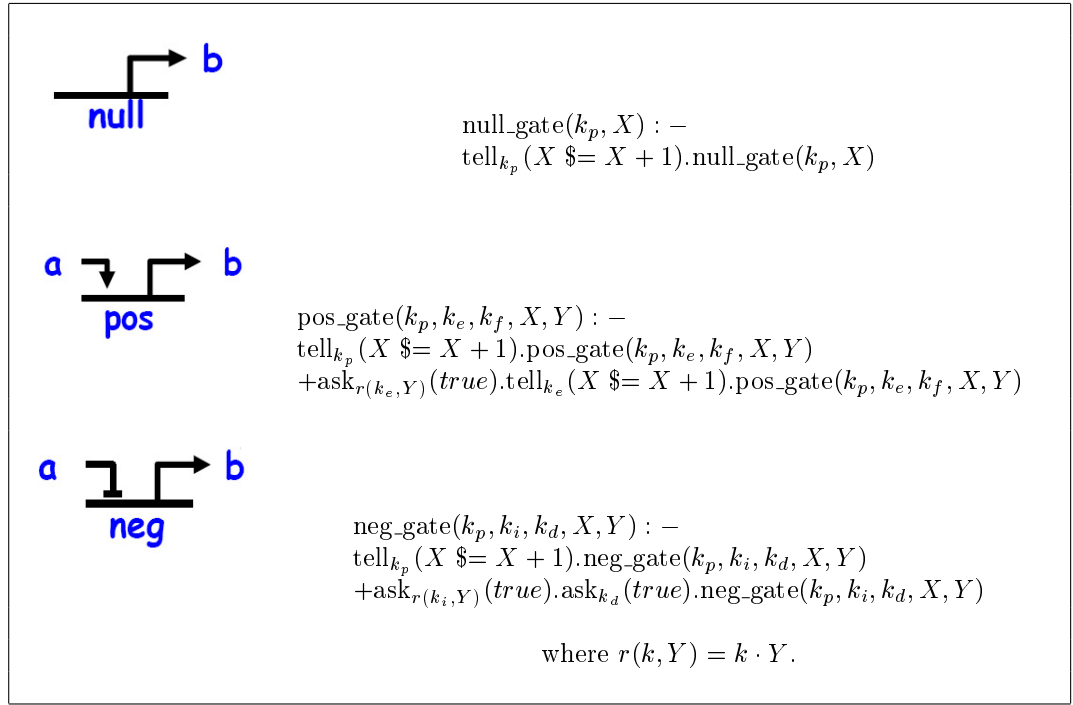 b
null
null_gate(k_p, X) : −
tell_{k_p}(X $= X + 1).null_gate(k_p, X)
a b
pos
pos_gate(k_p, k_e, k_f, X, Y) : −
tell_{k_p}(X $= X + 1).pos_gate(k_p, k_e, k_f, X, Y)
+ask_{r(k_e,Y)}(true).tell_{k_e}(X $= X + 1).pos_gate(k_p, k_e, k_f, X, Y)
a b
neg
neg_gate(k_p, k_i, k_d, X, Y) : −
tell_{k_p}(X $= X + 1).neg_gate(k_p, k_i, k_d, X, Y)
+ask_{r(k_i,Y)}(true).ask_{k_d}(true).neg_gate(k_p, k_i, k_d, X, Y)
where r(k, Y) = k · Y.